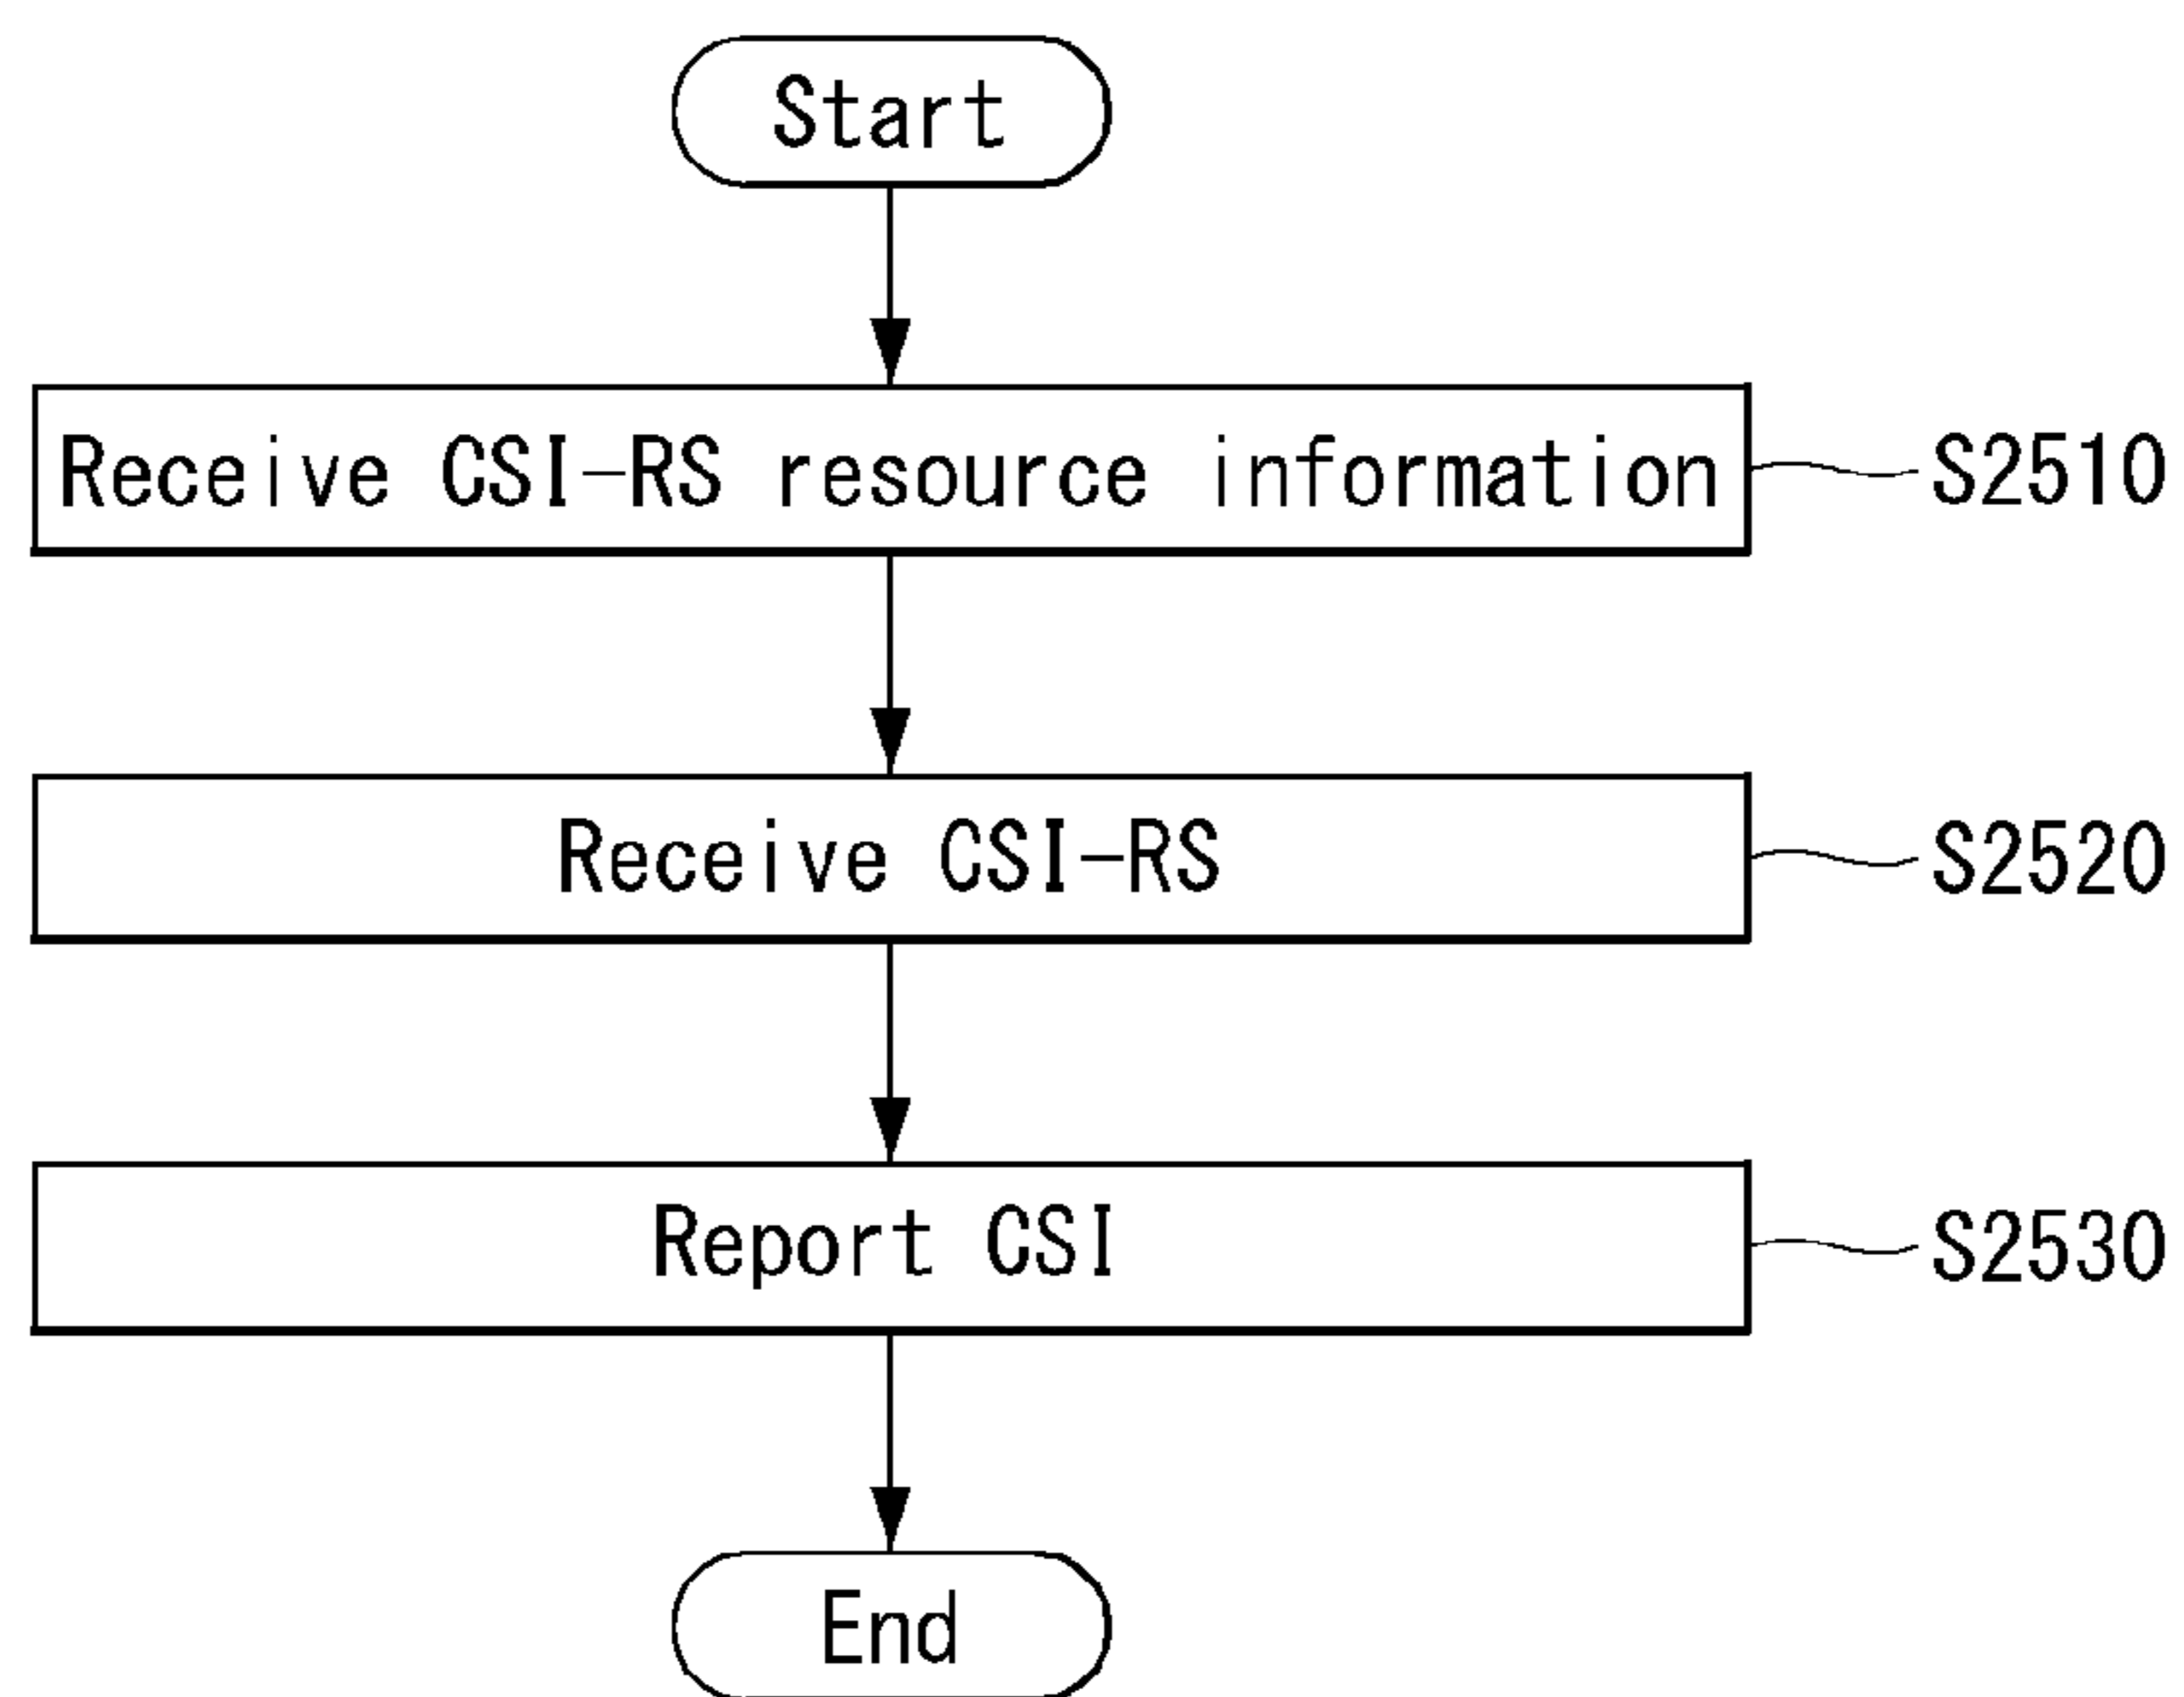 Start
Receive CSI-RS resource information
S2510
Receive CSI-RS
S2520
Report CSI
S2530
End